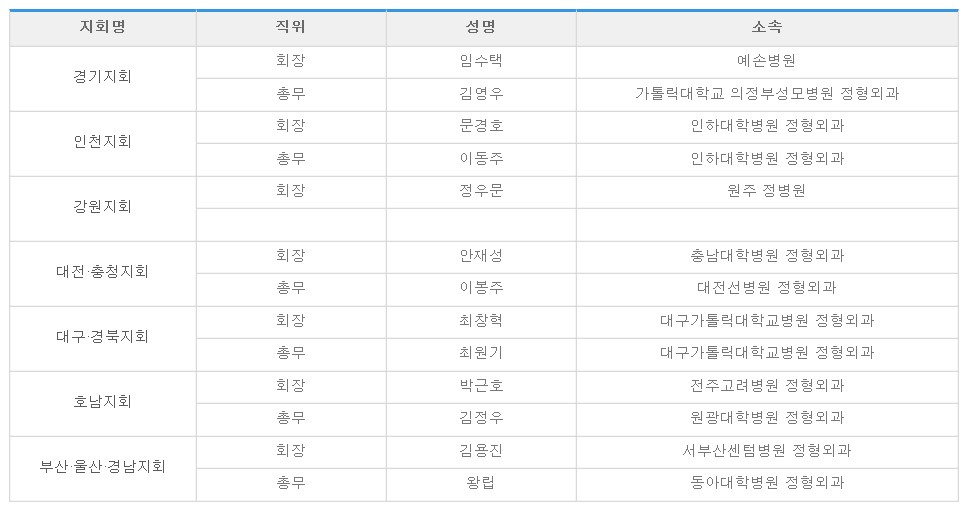 지회명 직위 성명 소속
경기지회 회장 임수택 예손병원
총무 김영우 가톨릭대학교 의정부성모병원 정형외과
인천지회 회장 문경호 인하대학병원 정형외과
총무 이동주 인하대학병원 정형외과
강원지회 회장 정우문 원주 정병원
대전·충청지회 회장 안재성 충남대학병원 정형외과
총무 이봉주 대전선병원 정형외과
대구·경북지회 회장 최창혁 대구가톨릭대학교병원 정형외과
총무 최원기 대구가톨릭대학교병원 정형외과
호남지회 회장 박근호 전주고려병원 정형외과
총무 김정우 원광대학병원 정형외과
부산·울산·경남지회 회장 김용진 서부산센텀병원 정형외과
총무 왕립 동아대학병원 정형외과